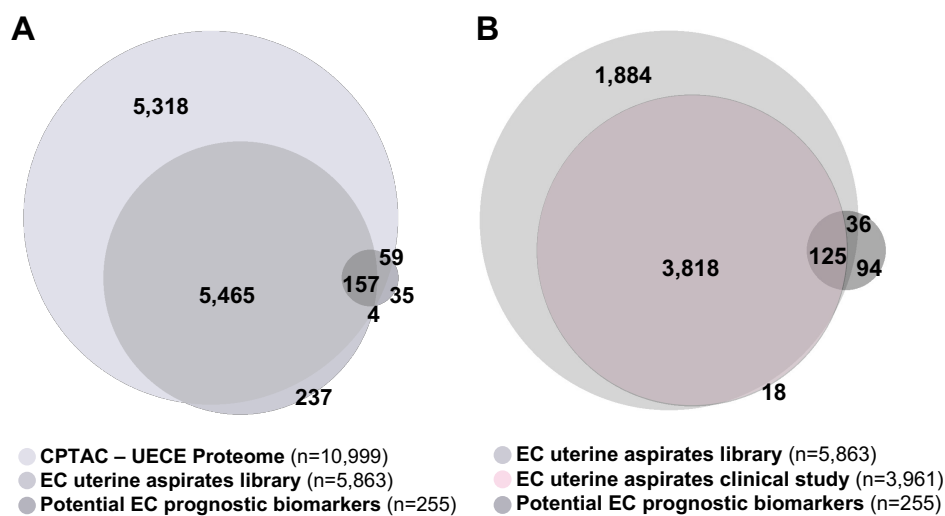 A
5,318
5,465
59
157
35
4
237
CPTAC – UECE Proteome (n=10,999)
EC uterine aspirates library (n=5,863)
Potential EC prognostic biomarkers (n=255)
B
1,884
3,818
36
125
94
18
EC uterine aspirates library (n=5,863)
EC uterine aspirates clinical study (n=3,961)
Potential EC prognostic biomarkers (n=255)